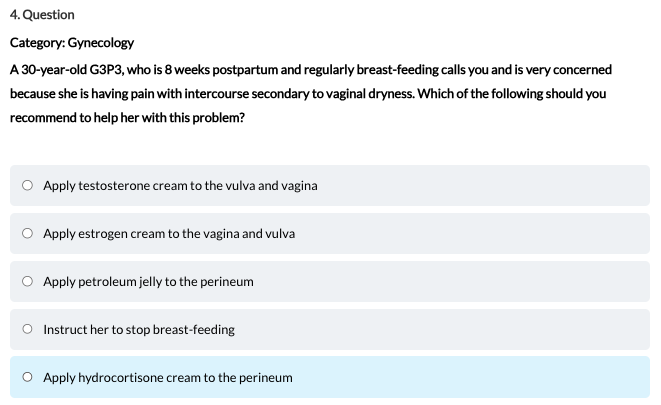 4. Question
Category: Gynecology
A 30-year-old G3P3, who is 8 weeks postpartum and regularly breast-feeding calls you and is very concerned
because she is having pain with intercourse secondary to vaginal dryness. Which of the following should you
recommend to help her with this problem?
Apply testosterone cream to the vulva and vagina
Apply estrogen cream to the vagina and vulva
Apply petroleum jelly to the perineum
Instruct her to stop breast-feeding
Apply hydrocortisone cream to the perineum